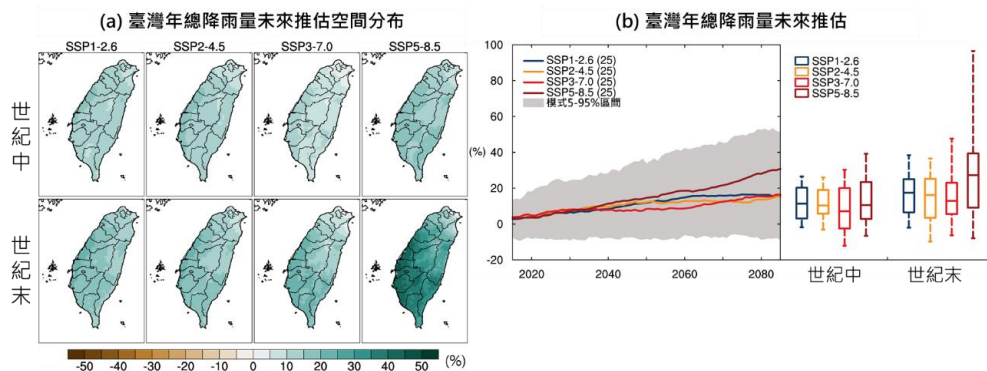 (a) 臺灣年總降雨量未來推估空間分布
SSP1-2.6 SSP2-4.5 SSP3-7.0 SSP5-8.5
世紀中
世紀末
-50 -40 -30 -20 -10 0 10 20 30 40 50 (%)
(b) 臺灣年總降雨量未來推估
100
80
60
40
(%)
20
0
-20
SSP1-2.6 (25)
SSP2-4.5 (25)
SSP3-7.0 (25)
SSP5-8.5 (25)
模式5-95%區間
2020 2040 2060 2080
SSP1-2.6
SSP2-4.5
SSP3-7.0
SSP5-8.5
世紀中 世紀末